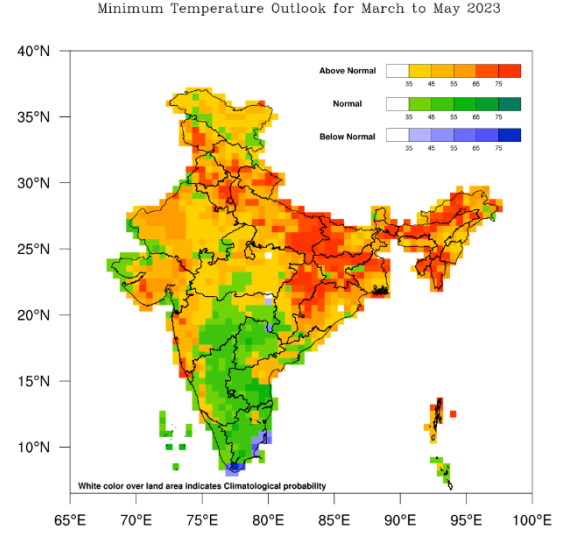 Minimum Temperature Outlook for March to May 2023
40°N
35°N
30°N
25°N
20°N
15°N
10°N
Above Normal
35 45 55 65 75
Normal
35 45 55 65 75
Below Normal
35 45 55 65 75
White color over land area indicates Climatological probability
65°E 70°E 75°E 80°E 85°E 90°E 95°E 100°E